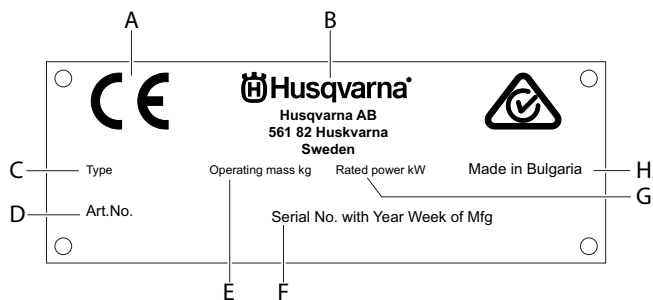 A
B
CE
Husqvarna
Husqvarna AB
561 82 Huskvarna
Sweden
C
Type
Operating mass kg
Rated power kW
Made in Bulgaria
H
G
D
Art.No.
Serial No. with Year Week of Mfg
E
F